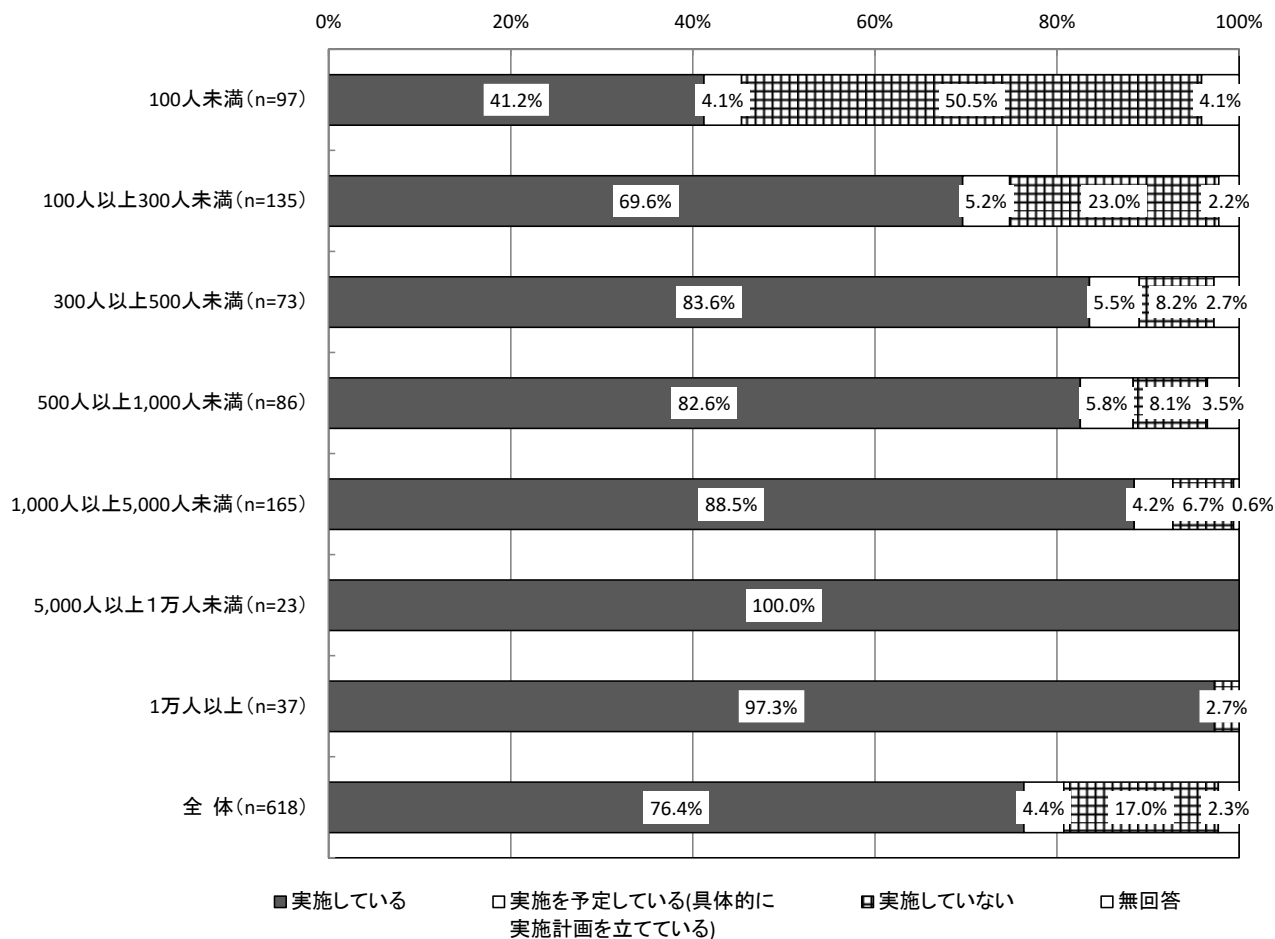 0% 20% 40% 60% 80% 100%
100人未満(n=97) 41.2% 4.1% 50.5% 4.1%
100人以上300人未満(n=135) 69.6% 5.2% 23.0% 2.2%
300人以上500人未満(n=73) 83.6% 5.5% 8.2% 2.7%
500人以上1,000人未満(n=86) 82.6% 5.8% 8.1% 3.5%
1,000人以上5,000人未満(n=165) 88.5% 4.2% 6.7% 0.6%
5,000人以上1万人未満(n=23) 100.0%
1万人以上(n=37) 97.3% 2.7%
全 体(n=618) 76.4% 4.4% 17.0% 2.3%
実施している 実施を予定している(具体的に 実施していない 無回答
実施計画を立てている)